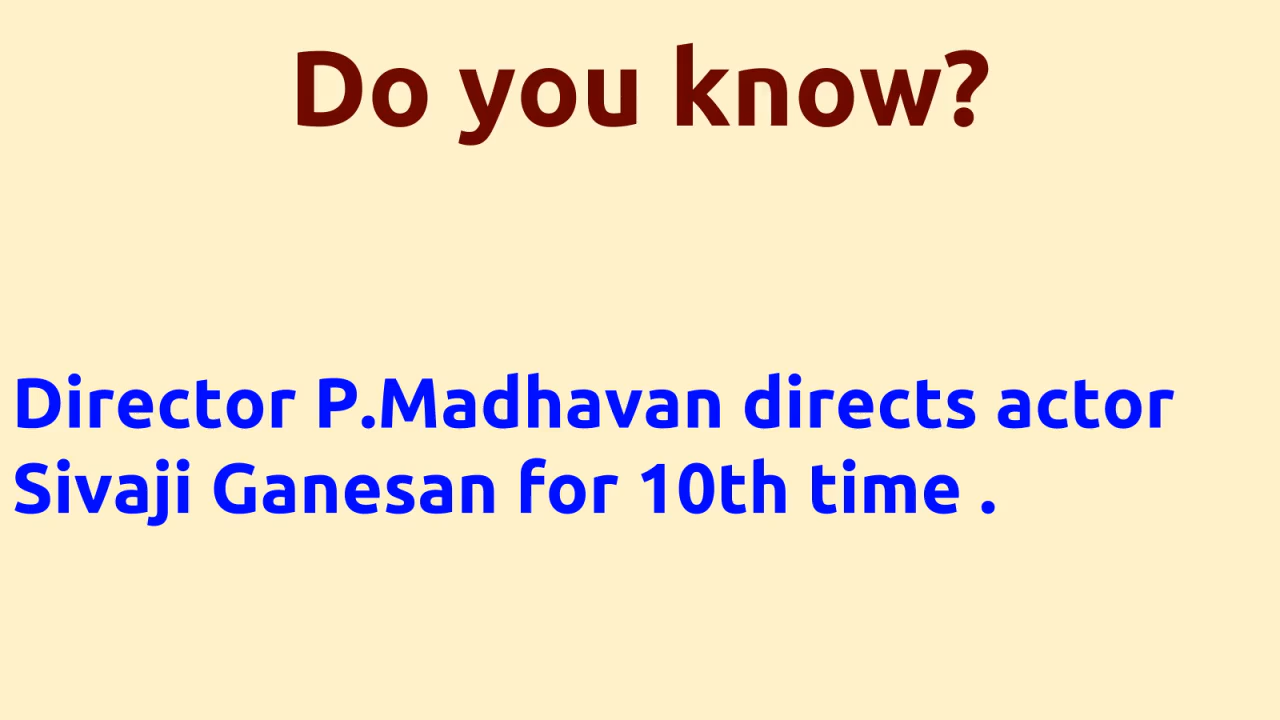 Do you know?
Director P.Madhavan directs actor
Sivaji Ganesan for 10th time .